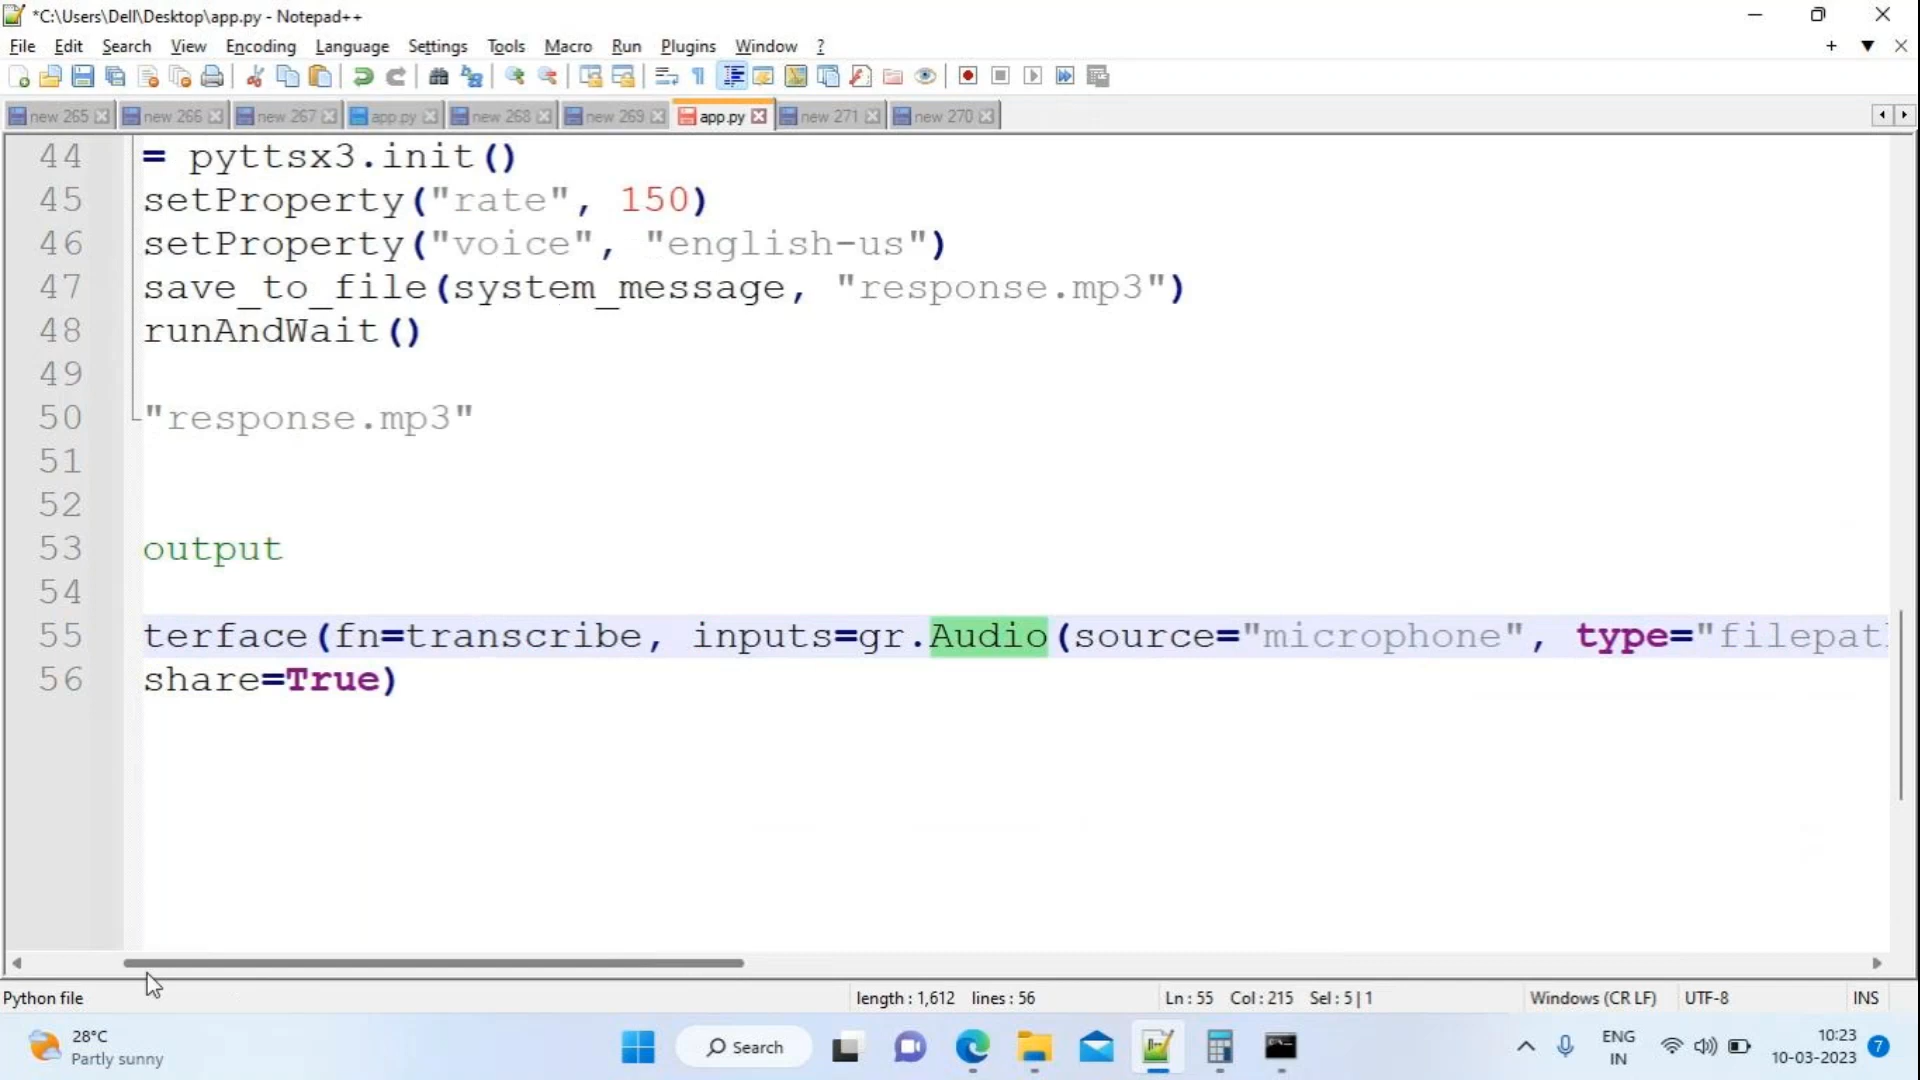 *C:\Users\Dell\Desktop\app.py - Notepad++
File Edit Search View Encoding Language Settings Tools Macro Run Plugins Window ?
new 265 new 266 new 267 app.py new 268 new 269 app.py new 271 new 270
44 = pyttsx3.init()
45 setProperty("rate", 150)
46 setProperty("voice", "english-us")
47 save_to_file(system_message, "response.mp3")
48 runAndWait()
49
50 "response.mp3"
51
52
53 output
54
55 terface(fn=transcribe, inputs=gr.Audio(source="microphone", type="filepat
56 share=True)
Python file length : 1,612 lines : 56 Ln : 55 Col : 215 Sel : 5 | 1 Windows (CR LF) UTF-8 INS
28°C
Partly sunny
Search
ENG
IN
10:23
10-03-2023
7